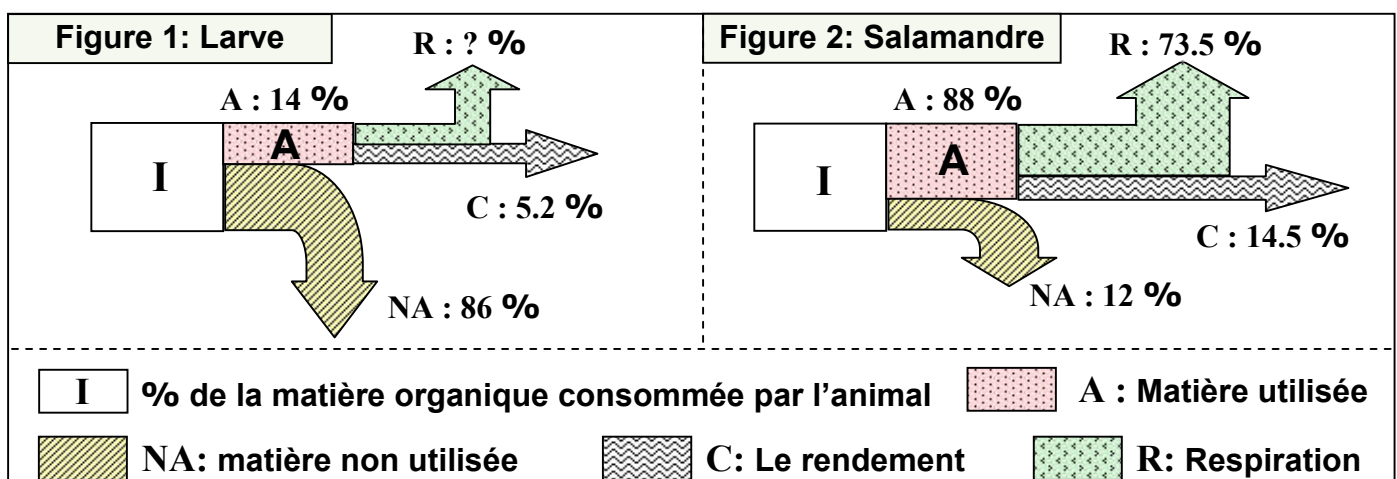 Figure 1: Larve
R : ? %
A : 14 %
I
A
C : 5.2 %
NA : 86 %
Figure 2: Salamandre
R : 73.5 %
A : 88 %
I
A
C : 14.5 %
NA : 12 %
I % de la matière organique consommée par l’animal A : Matière utilisée
NA: matière non utilisée C: Le rendement R: Respiration